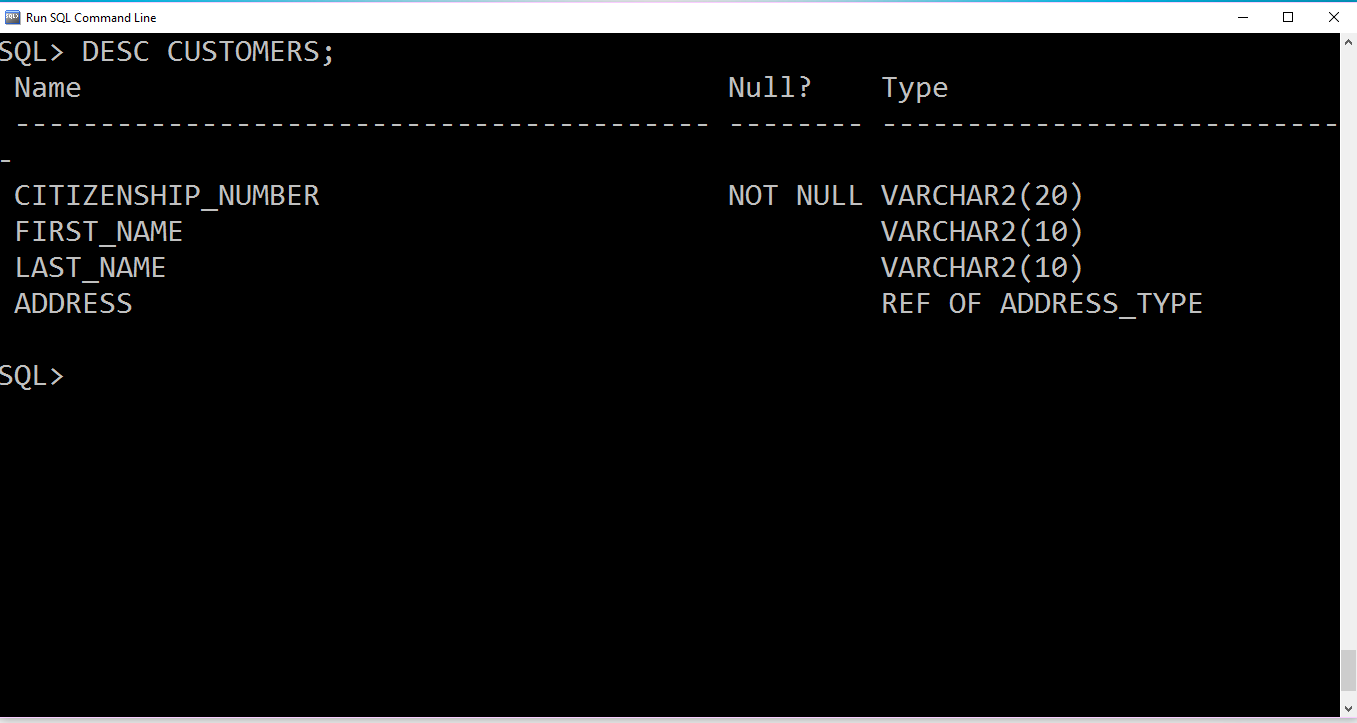 Run SQL Command Line
SQL> DESC CUSTOMERS;
Name Null? Type
----------------------------------------- -------- ---------------------------
-
CITIZENSHIP_NUMBER NOT NULL VARCHAR2(20)
FIRST_NAME VARCHAR2(10)
LAST_NAME VARCHAR2(10)
ADDRESS REF OF ADDRESS_TYPE
SQL>